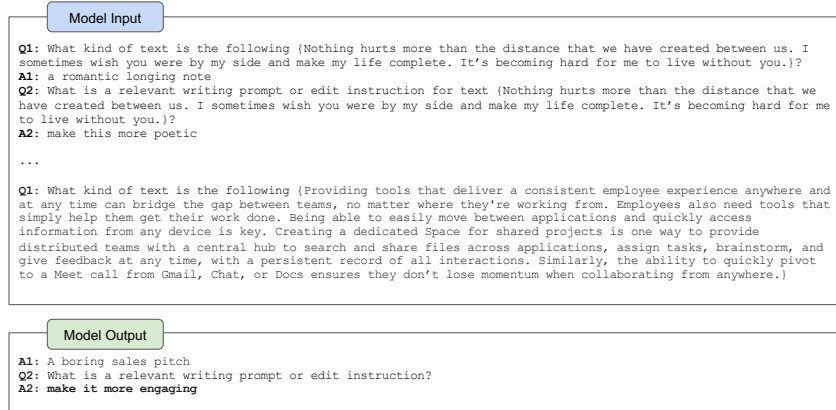 Model Input
Q1: What kind of text is the following {Nothing hurts more than the distance that we have created between us. I
sometimes wish you were by my side and make my life complete. It's becoming hard for me to live without you.}?
A1: a romantic longing note
Q2: What is a relevant writing prompt or edit instruction for text {Nothing hurts more than the distance that we
have created between us. I sometimes wish you were by my side and make my life complete. It's becoming hard for me
to live without you.}?
A2: make this more poetic
...
Q1: What kind of text is the following {Providing tools that deliver a consistent employee experience anywhere and
at any time can bridge the gap between teams, no matter where they're working from. Employees also need tools that
simply help them get their work done. Being able to easily move between applications and quickly access
information from any device is key. Creating a dedicated Space for shared projects is one way to provide
distributed teams with a central hub to search and share files across applications, assign tasks, brainstorm, and
give feedback at any time, with a persistent record of all interactions. Similarly, the ability to quickly pivot
to a Meet call from Gmail, Chat, or Docs ensures they don't lose momentum when collaborating from anywhere.}
Model Output
A1: A boring sales pitch
Q2: What is a relevant writing prompt or edit instruction?
A2: make it more engaging